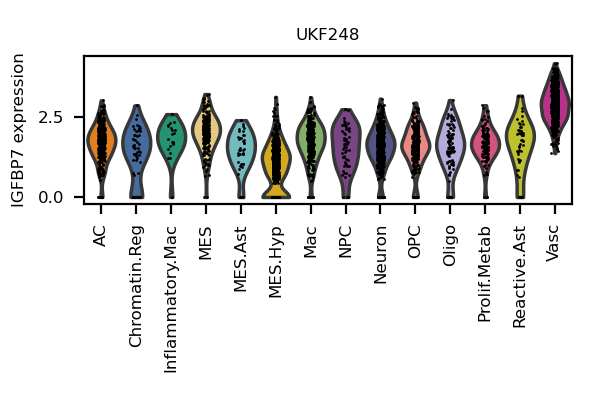 UKF248
IGFBP7 expression
2.5
0.0
AC
Chromatin.Reg
Inflammatory.Mac
MES
MES.Ast
MES.Hyp
Mac
NPC
Neuron
OPC
Oligo
Prolif.Metab
Reactive.Ast
Vasc